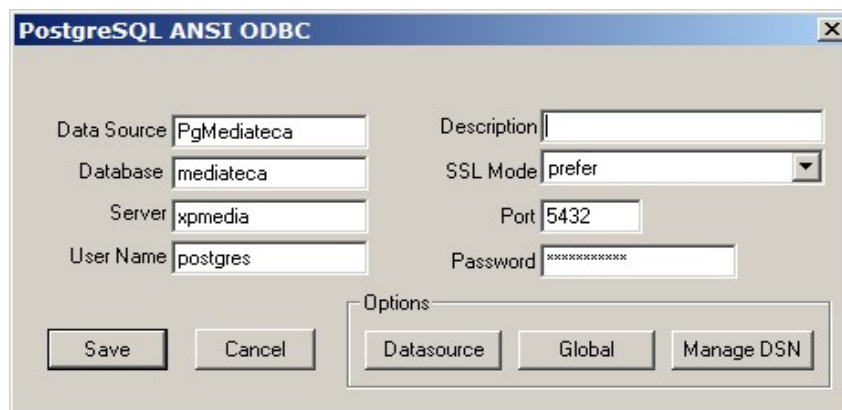 PostgreSQL ANSI ODBC
Data Source PgMediateca
Description
Database mediateca
SSL Mode prefer
Server xpmedia
Port 5432
User Name postgres
Password ***********
Options
Save Cancel Datasource Global Manage DSN